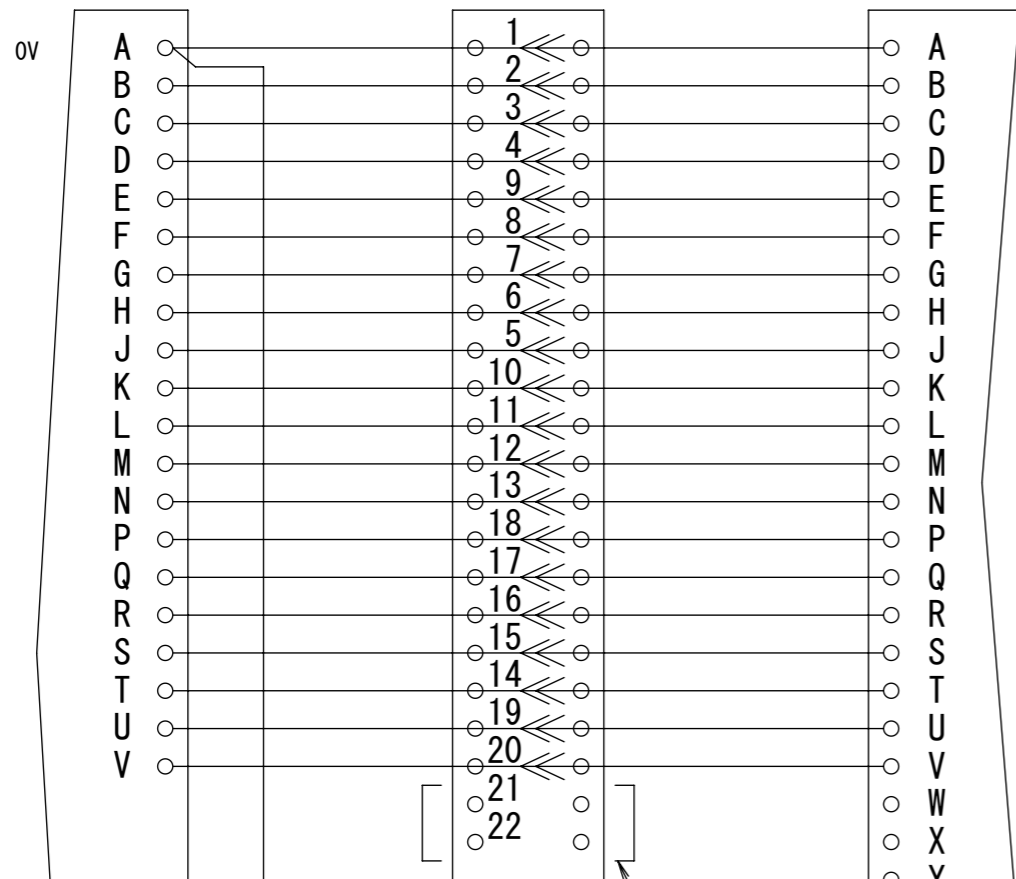 A 1 A
0V
B 2 B
C 3 C
D 4 D
E 9 E
F 8 F
G 7 G
H 6 H
J 5 J
K 10 K
L 11 L
M 12 M
N 13 N
P 18 P
Q 17 Q
R 16 R
S 15 S
T 14 T
U 19 U
V 20 V
21 W
22 X
Y